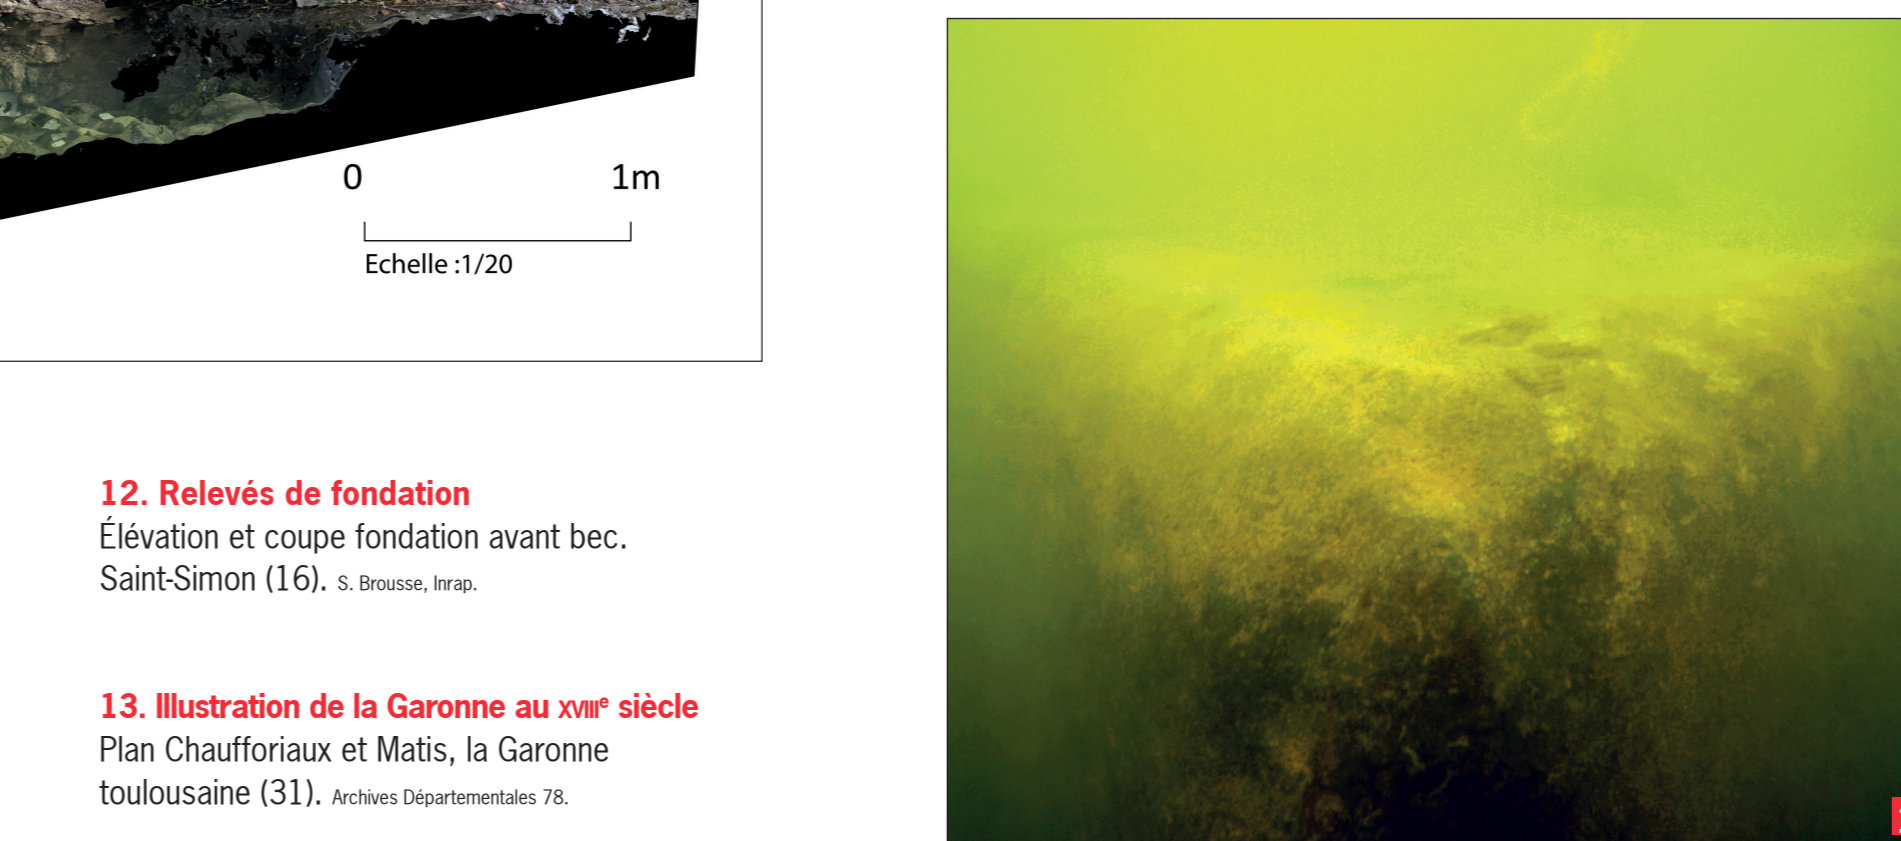 0 1m
Echelle :1/20
12. Relevés de fondation
Élévation et coupe fondation avant bec.
Saint-Simon (16). S. Brousse, Inrap.
13. Illustration de la Garonne au XVIIIe siècle
Plan Chaufforiaux et Matis, la Garonne
toulousaine (31). Archives Départementales 78.